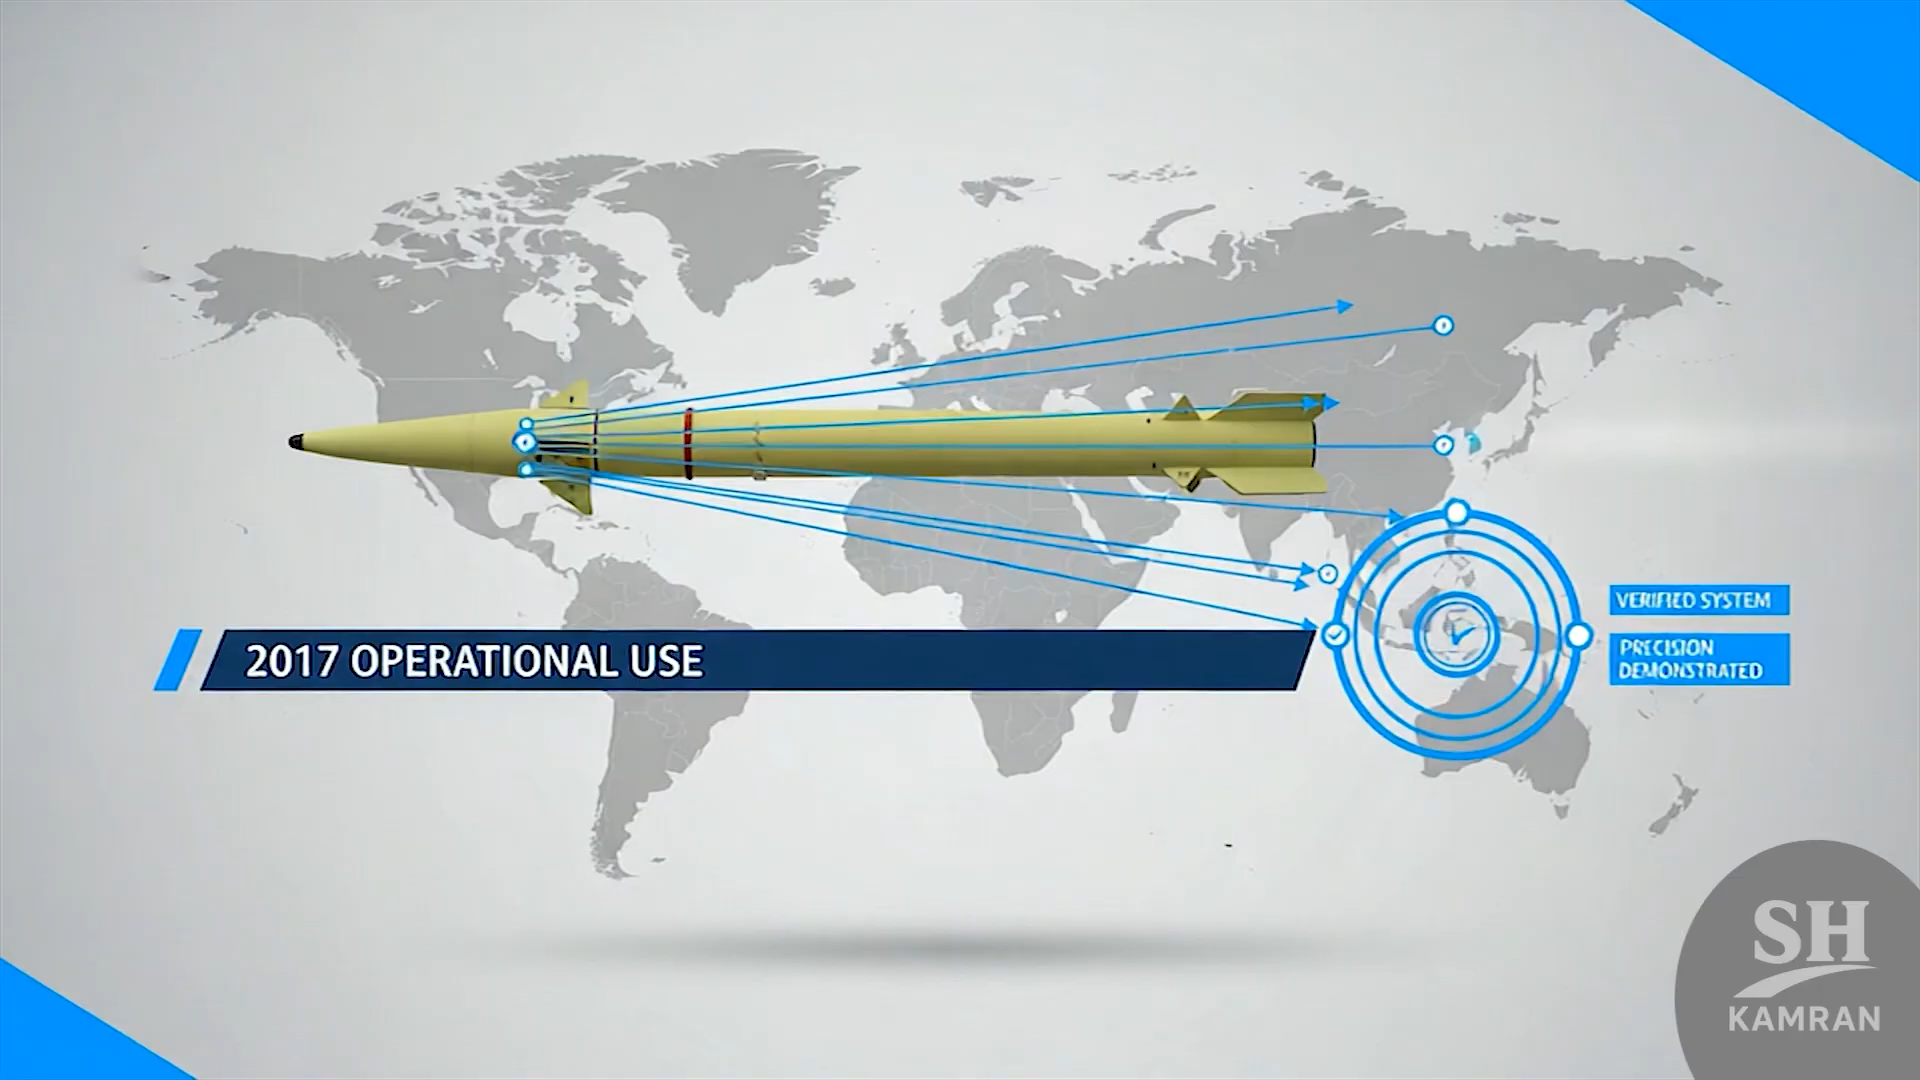 2017 OPERATIONAL USE
VERIFIED SYSTEM
PRECISION
DEMONSTRATED
SH
KAMRAN